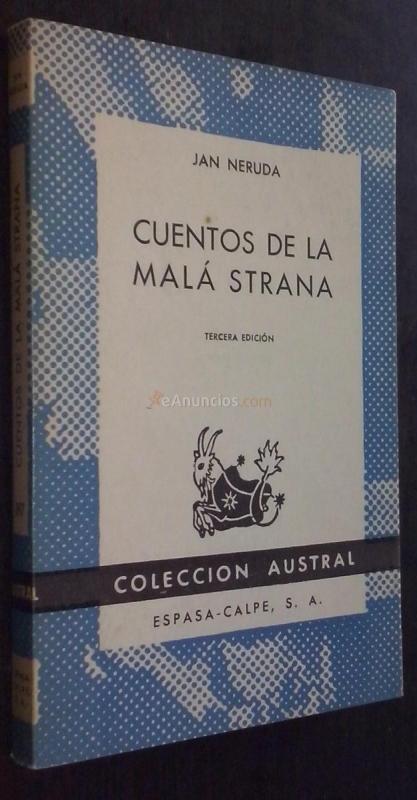 JAN NERUDA
CUENTOS DE LA
MALÁ STRANA
TERCERA EDICIÓN
eAnuncios.com
COLECCION AUSTRAL
ESPASA-CALPE, S. A.
CUENTOS DE LA MALÁ STRANA